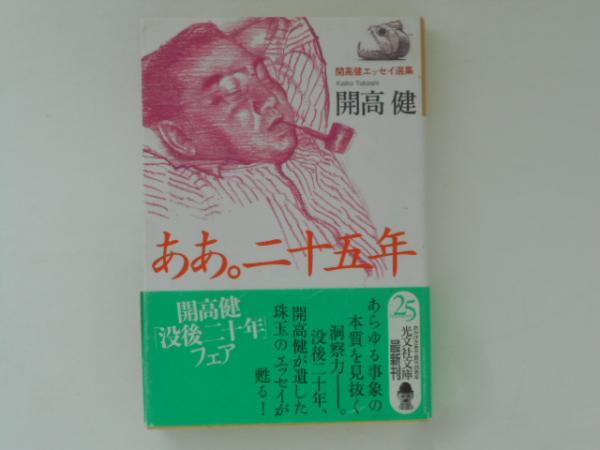 開高健エッセイ選集
Kaiko Takeshi
開高 健
ああ。二十五年
あらゆる事象の
本質を見抜く
洞察力――。
没後二十年、
開高健が遺した
珠玉のエッセイが
甦る!
開高健
「没後二十年」
フェア
25
光文社文庫
最新刊